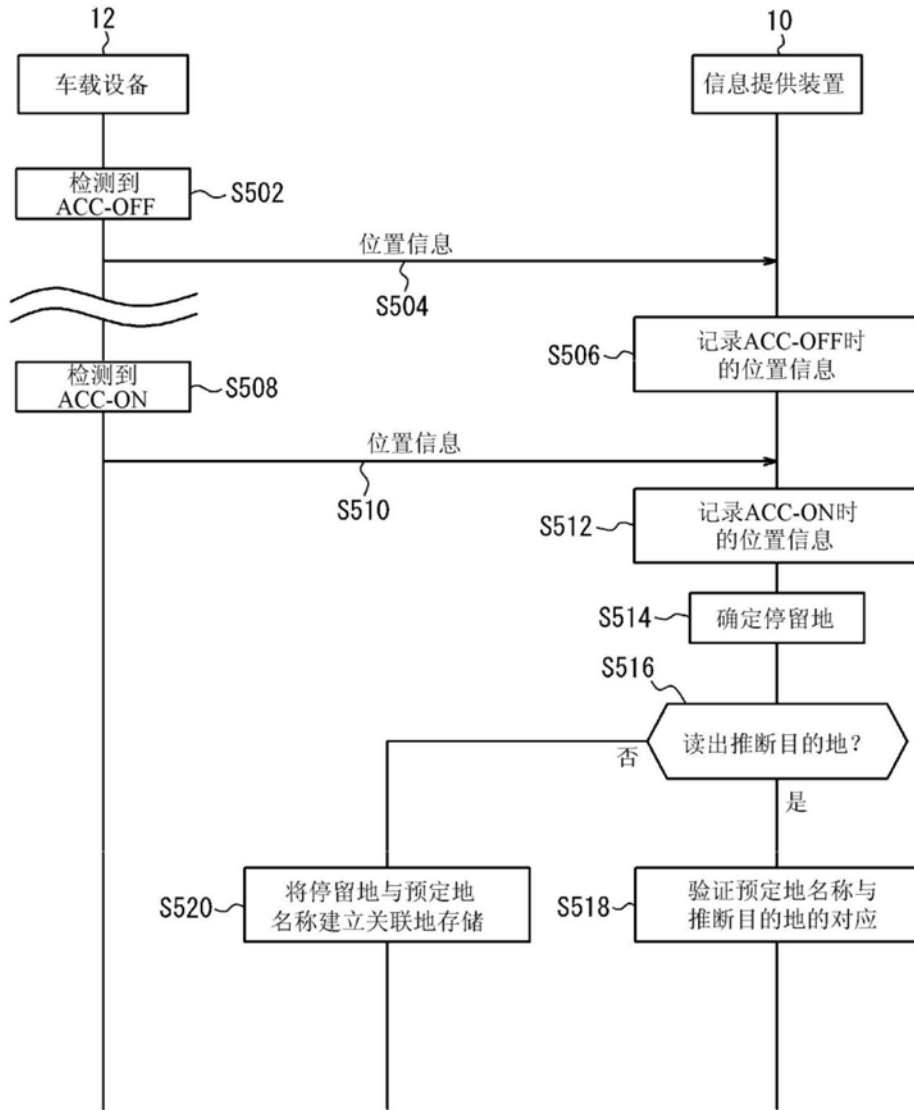 12
10
车载设备
信息提供装置
检测到
ACC-OFF
S502
位置信息
S504
S506
记录ACC-OFF时
的位置信息
检测到
ACC-ON
S508
位置信息
S510
S512
记录ACC-ON时
的位置信息
S514
确定停留地
S516
读出推断目的地？
否
是
S520
将停留地与预定地
名称建立关联地存储
S518
验证预定地名称与
推断目的地的对应